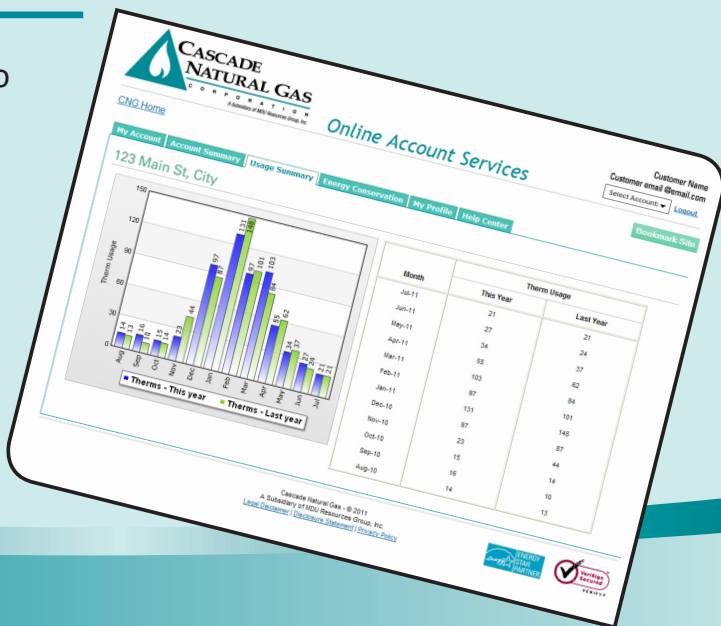 o
CASCADE
NATURAL GAS
CORPORATION
A Subsidiary of MDU Resources Group, Inc.
CNG Home
Online Account Services
Customer Name
Customer email @email.com
Select Account:
Logout
My Account Account Summary Usage Summary Energy Conservation My Profile Help Center
Bookmark Site
123 Main St, City
Therm Usage
150
120
90
60
30
0
14 13 16 10 15 14 23 44 97 87 131 148 97 101 103 84 55 62 34 37 27 24 21 21
Aug Sep Oct Nov Dec Jan Feb Mar Apr May Jun Jul
Therms - This year Therms - Last year
Month Therm Usage
This Year Last Year
Jul-11 21 21
Jun-11 27 24
May-11 34 37
Apr-11 55 62
Mar-11 103 84
Feb-11 97 101
Jan-11 131 148
Dec-10 97 87
Nov-10 23 44
Oct-10 15 14
Sep-10 16 10
Aug-10 14 13
Cascade Natural Gas - © 2011
A Subsidiary of MDU Resources Group, Inc.
Legal Disclaimer | Disclosure Statement | Privacy Policy
ENERGY
STAR
PARTNER
VeriSign
Secured
VERIFY